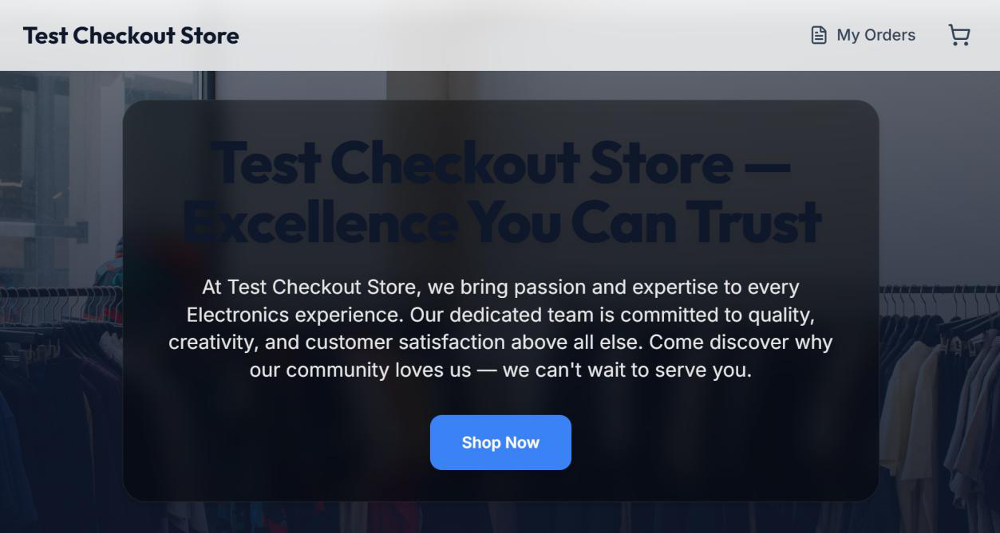 Test Checkout Store
My Orders
Test Checkout Store —
Excellence You Can Trust
At Test Checkout Store, we bring passion and expertise to every
Electronics experience. Our dedicated team is committed to quality,
creativity, and customer satisfaction above all else. Come discover why
our community loves us — we can't wait to serve you.
Shop Now